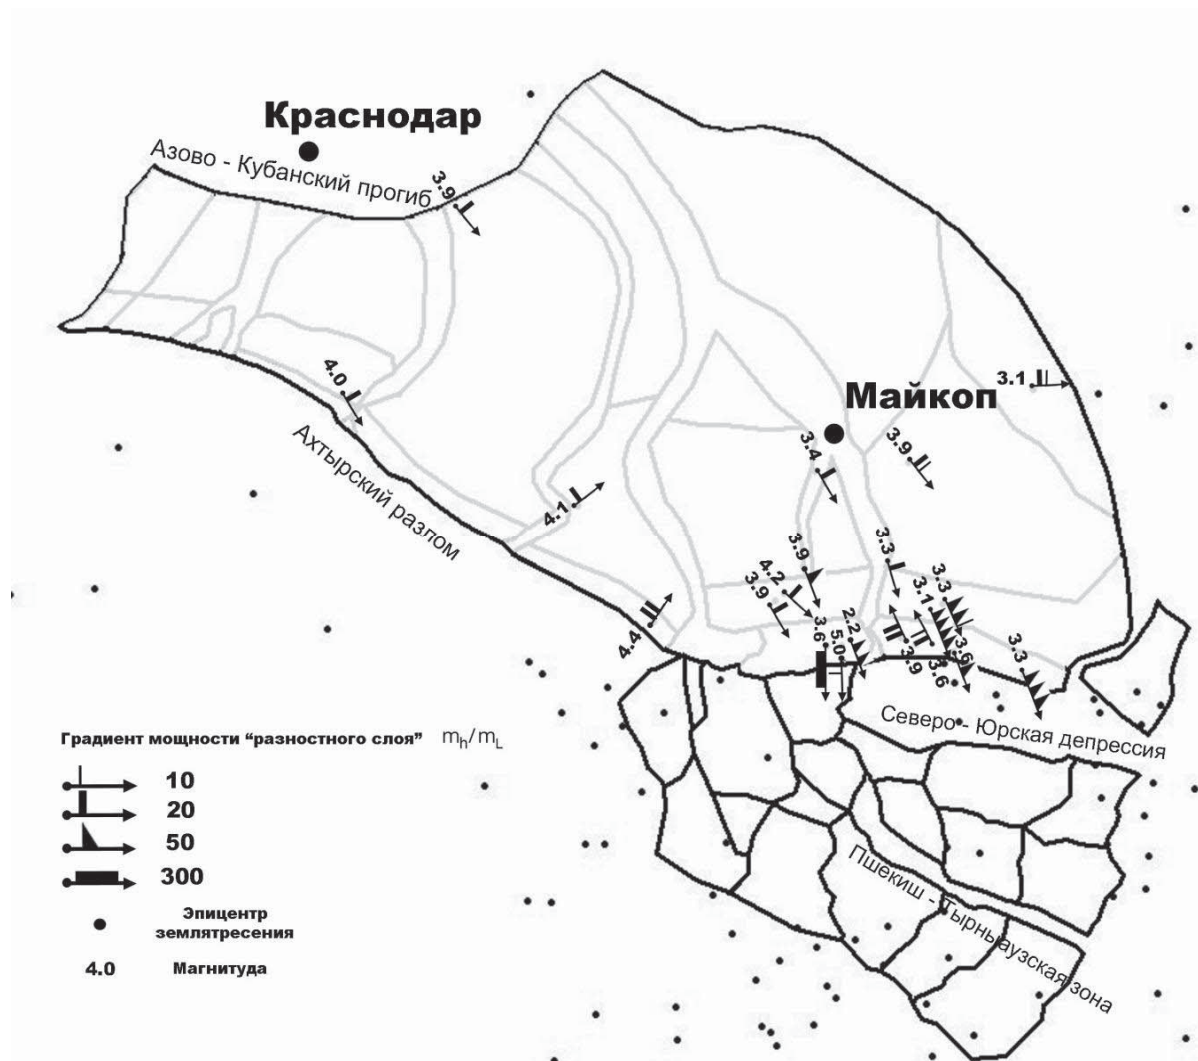 Краснодар
Азово - Кубанский прогиб
3.9
4.0
Ахтырский разлом
3.1
Майкоп
3.4
3.9
4.1
3.9
3.3
4.2
3.9
3.3
3.1
4.4
3.6
5.0
2.2
3.9
3.6
3.6
3.3
Северо - Юрская депрессия
Градиент мощности "разностного слоя" mh/mL
10
20
50
300
Эпицентр
землятресения
4.0 Магнитуда
Пшекиш - Тырныаузская зона